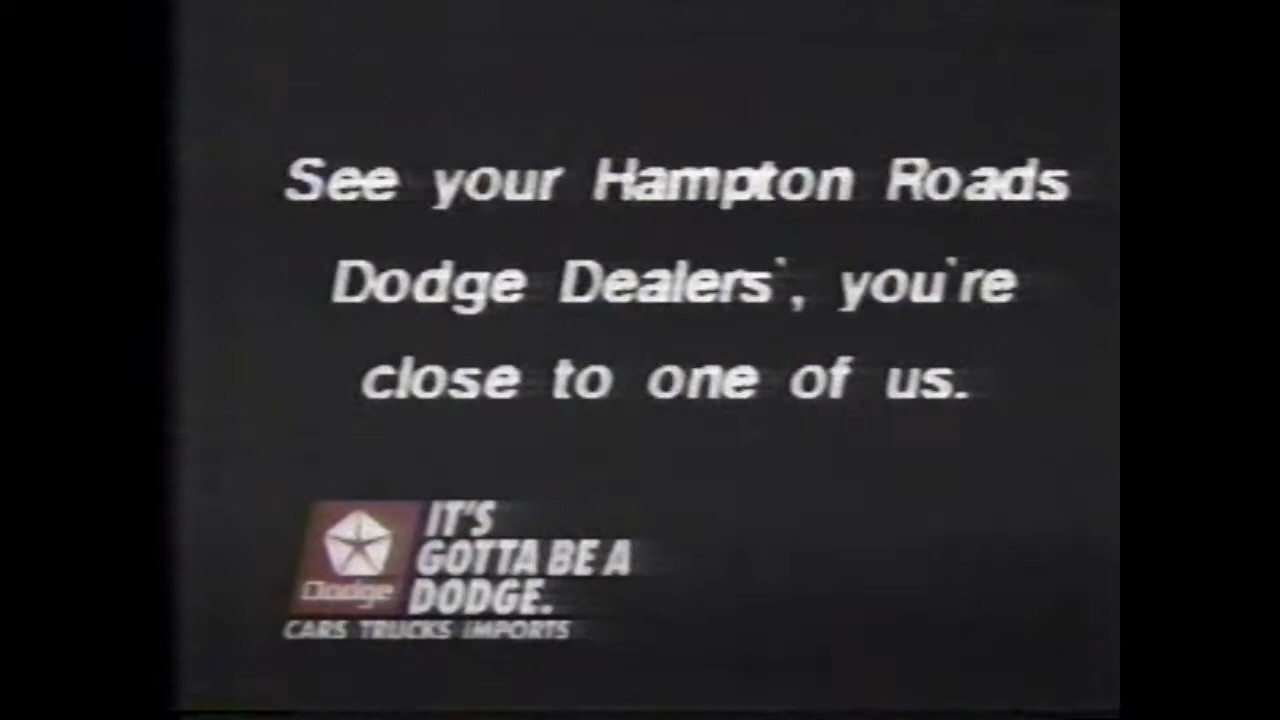 See your Hampton Roads
Dodge Dealers', you're
close to one of us.
IT'S
GOTTA BE A
DODGE.
Dodge
CARS TRUCKS IMPORTS